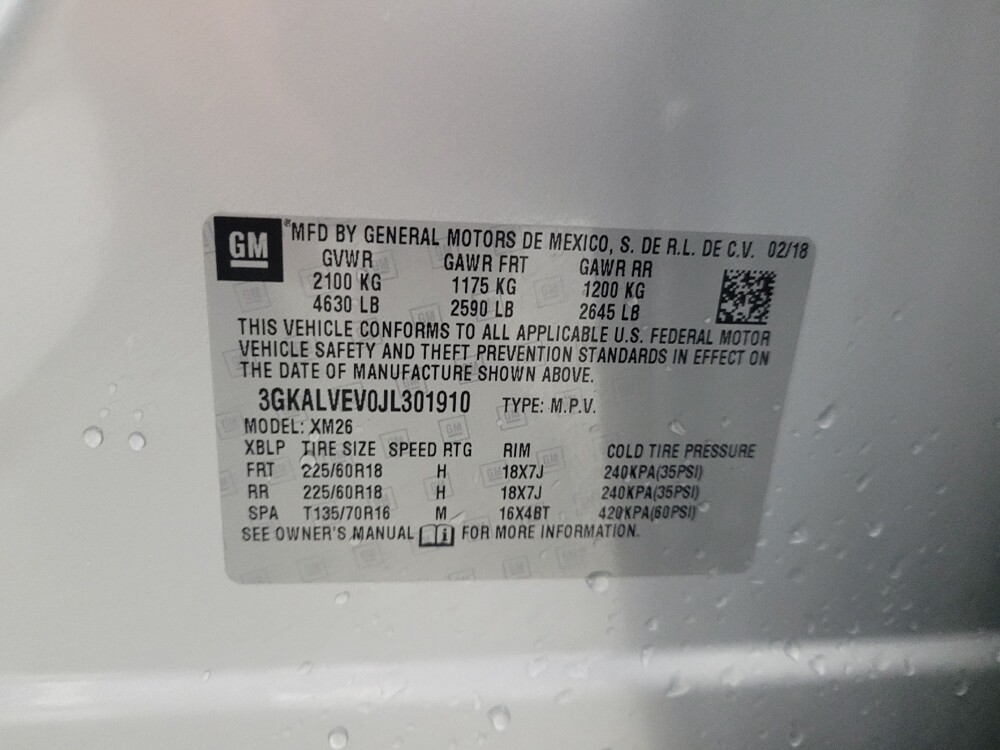 GM ®MFD BY GENERAL MOTORS DE MEXICO, S. DE R.L. DE C.V. 02/18
GVWR GAWR FRT GAWR RR
2100 KG 1175 KG 1200 KG
4630 LB 2590 LB 2645 LB
THIS VEHICLE CONFORMS TO ALL APPLICABLE U.S. FEDERAL MOTOR
VEHICLE SAFETY AND THEFT PREVENTION STANDARDS IN EFFECT ON
THE DATE OF MANUFACTURE SHOWN ABOVE.
3GKALVEV0JL301910 TYPE: M.P.V.
MODEL: XM26
XBLP TIRE SIZE SPEED RTG RIM COLD TIRE PRESSURE
FRT 225/60R18 H 18X7J 240KPA(35PSI)
RR 225/60R18 H 18X7J 240KPA(35PSI)
SPA T135/70R16 M 16X4BT 420KPA(60PSI)
SEE OWNER'S MANUAL i FOR MORE INFORMATION.